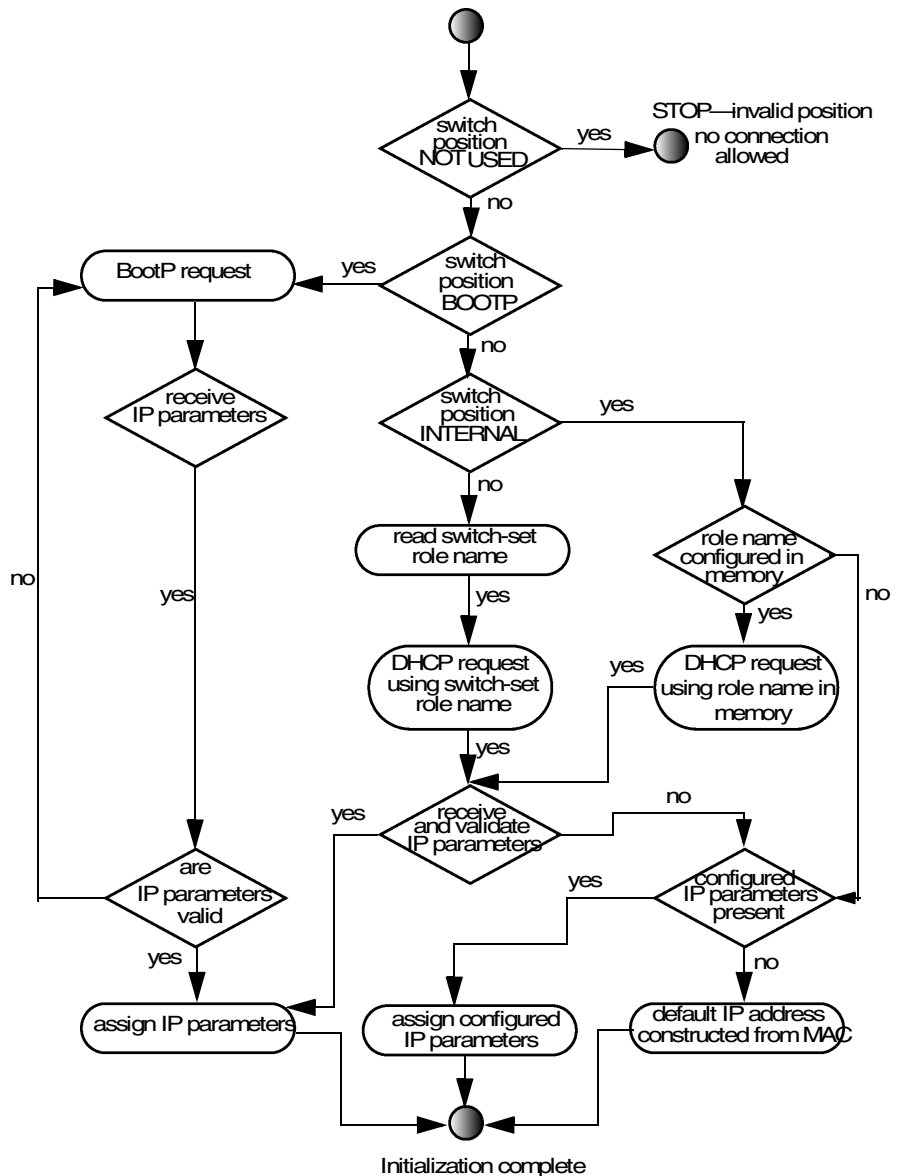 switch
position
NOT USED
yes
STOP—invalid position
no connection
allowed
no
BootP request
yes
switch
position
BOOTP
no
receive
IP parameters
switch
position
INTERNAL
yes
no
read switch-set
role name
role name
configured in
memory
no
yes
yes
yes
no
DHCP request
using switch-set
role name
yes
DHCP request
using role name in
memory
yes
yes
receive
and validate
IP parameters
no
are
IP parameters
valid
yes
configured
IP parameters
present
yes
no
assign IP parameters
assign configured
IP parameters
default IP address
constructed from MAC
Initialization complete